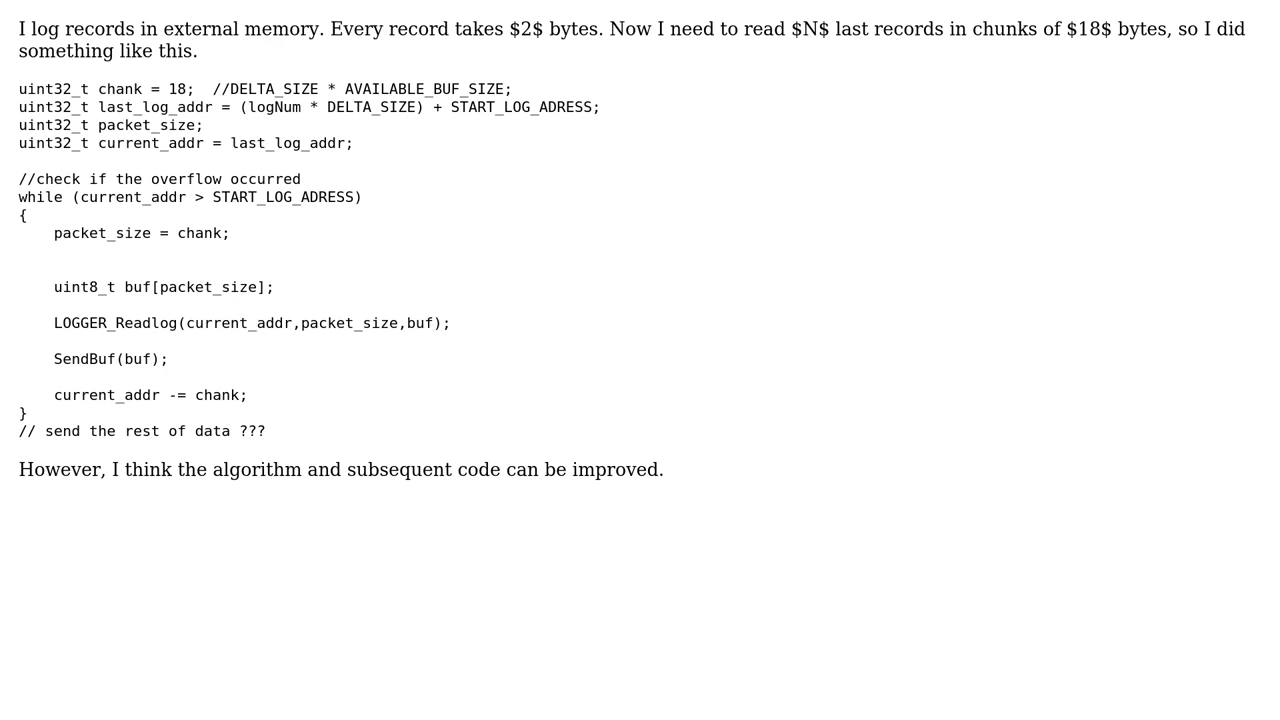 I log records in external memory. Every record takes $2$ bytes. Now I need to read $N$ last records in chunks of $18$ bytes, so I did
something like this.
uint32_t chank = 18;  //DELTA_SIZE * AVAILABLE_BUF_SIZE;
uint32_t last_log_addr = (logNum * DELTA_SIZE) + START_LOG_ADRESS;
uint32_t packet_size;
uint32_t current_addr = last_log_addr;
//check if the overflow occurred
while (current_addr > START_LOG_ADRESS)
{
    packet_size = chank;
    uint8_t buf[packet_size];
    LOGGER_Readlog(current_addr,packet_size,buf);
    SendBuf(buf);
    current_addr -= chank;
}
// send the rest of data ???
However, I think the algorithm and subsequent code can be improved.